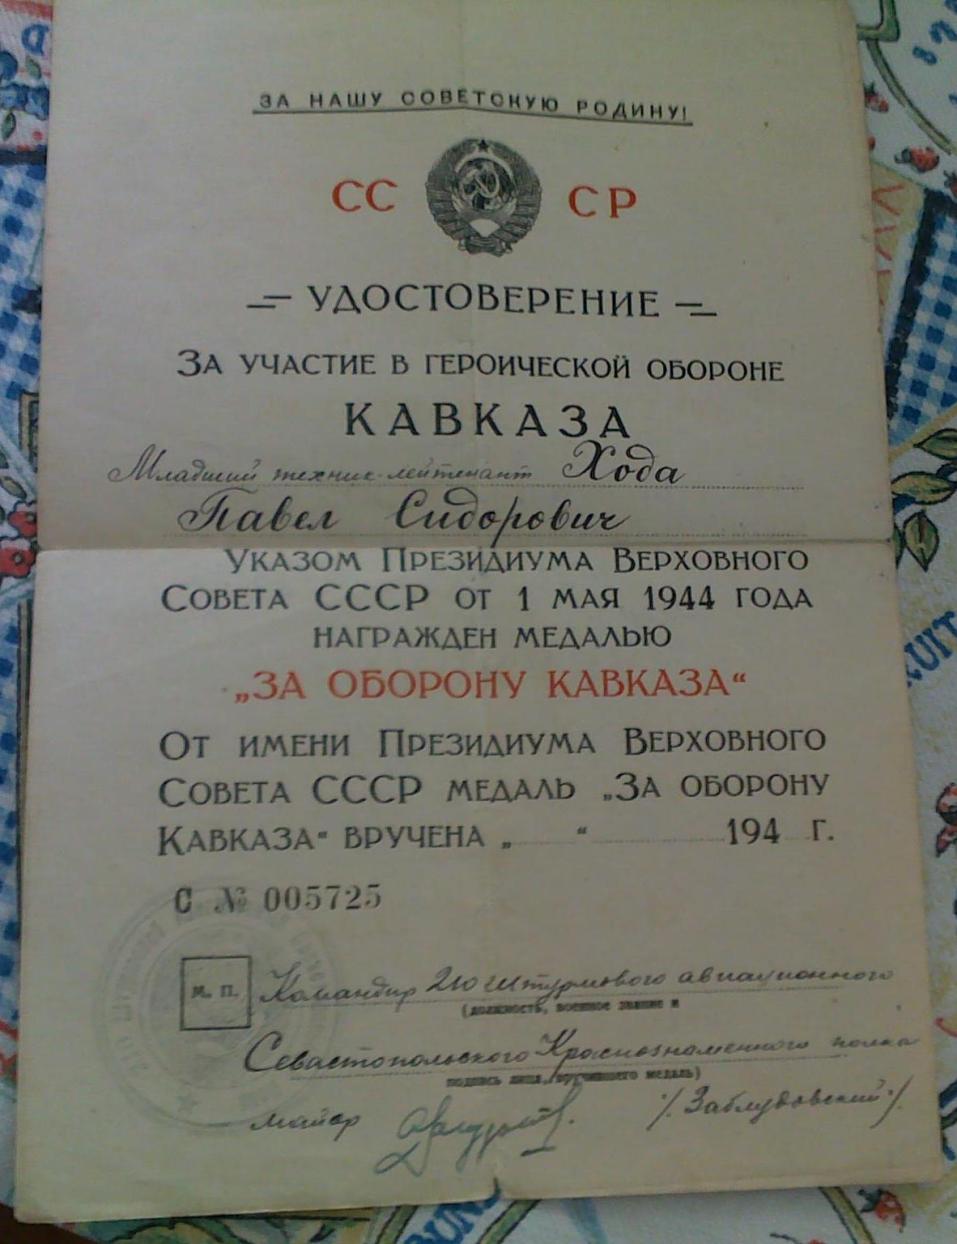 ЗА НАШУ СОВЕТСКУЮ РОДИНУ!
СС СР
УДОСТОВЕРЕНИЕ
ЗА УЧАСТИЕ В ГЕРОИЧЕСКОЙ ОБОРОНЕ
КАВКАЗА
Младший техник-лейтенант Хода
Павел Сидорович
УКАЗОМ ПРЕЗИДИУМА ВЕРХОВНОГО
СОВЕТА СССР ОТ 1 МАЯ 1944 ГОДА
НАГРАЖДЕН МЕДАЛЬЮ
„ЗА ОБОРОНУ КАВКАЗА“
ОТ ИМЕНИ ПРЕЗИДИУМА ВЕРХОВНОГО
СОВЕТА СССР МЕДАЛЬ „ЗА ОБОРОНУ
КАВКАЗА“ ВРУЧЕНА „ “ 194 Г.
С № 005725
М. П. Командир 210 штурмового авиационного
(должность, военное звание и
Севастопольского Краснознаменного полка
подпись лица, вручившего медаль)
майор /Заблудовский/